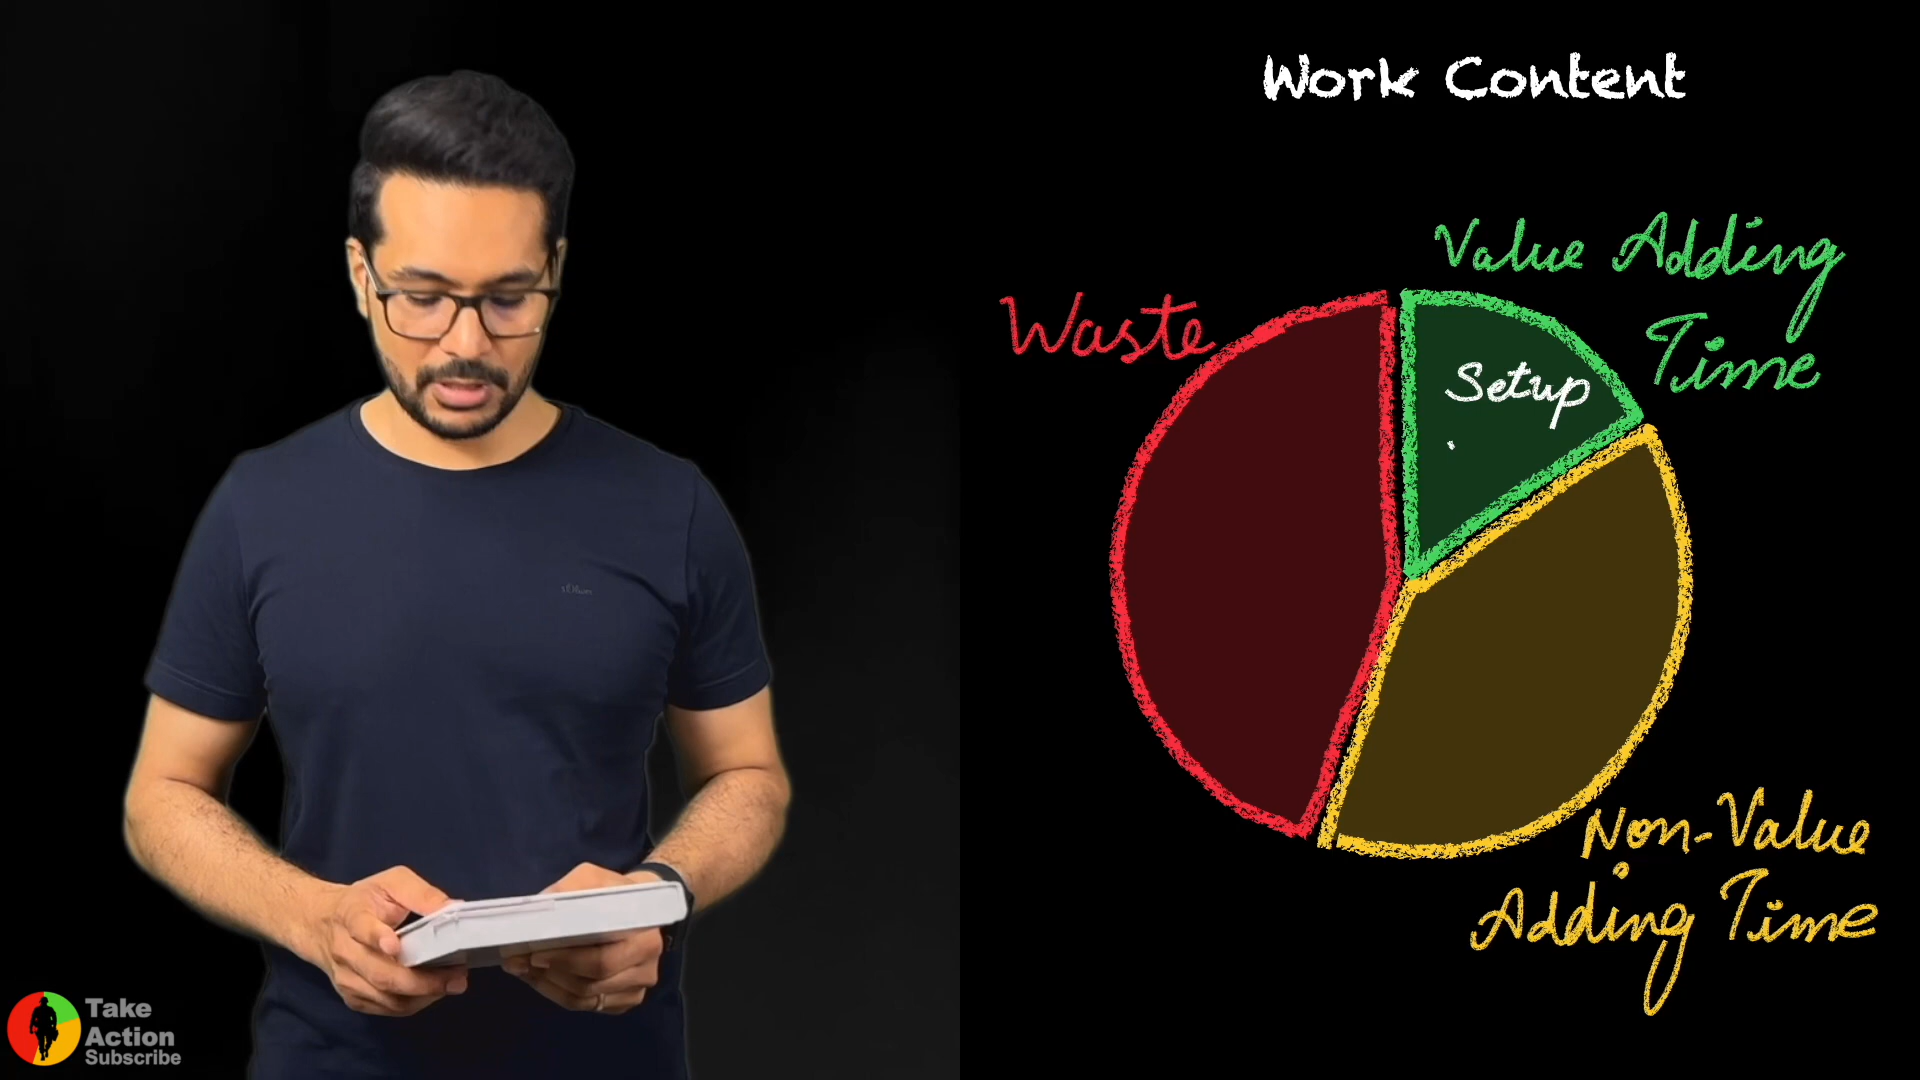 Work Content
Value Adding
Time
Waste
Setup
Non-Value
Adding Time
Take
Action
Subscribe